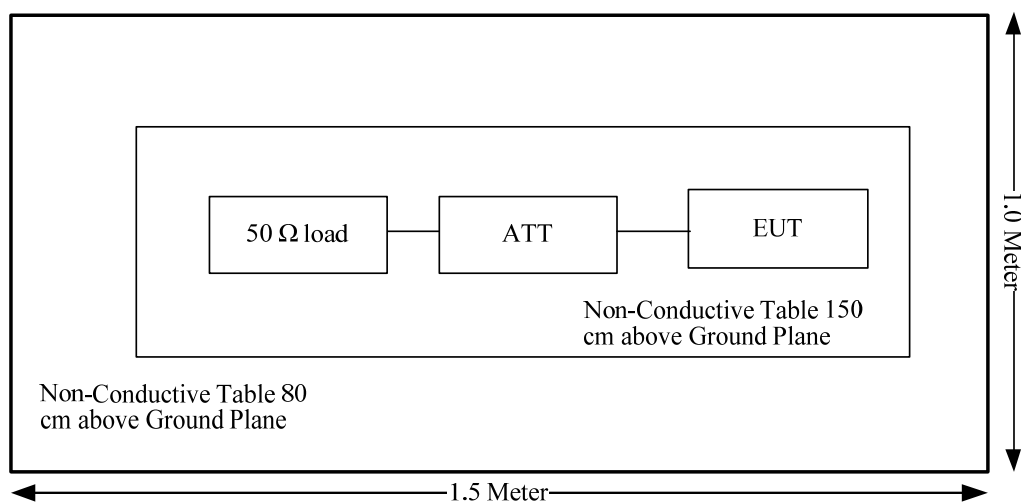 50 Ω load
ATT
EUT
Non-Conductive Table 150
cm above Ground Plane
Non-Conductive Table 80
cm above Ground Plane
1.0 Meter
1.5 Meter